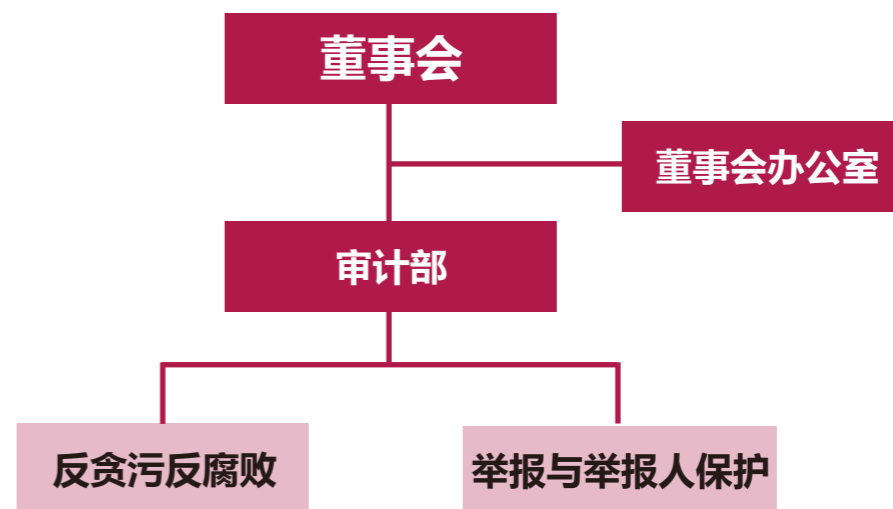 董事会
董事会办公室
审计部
反贪污反腐败
举报与举报人保护